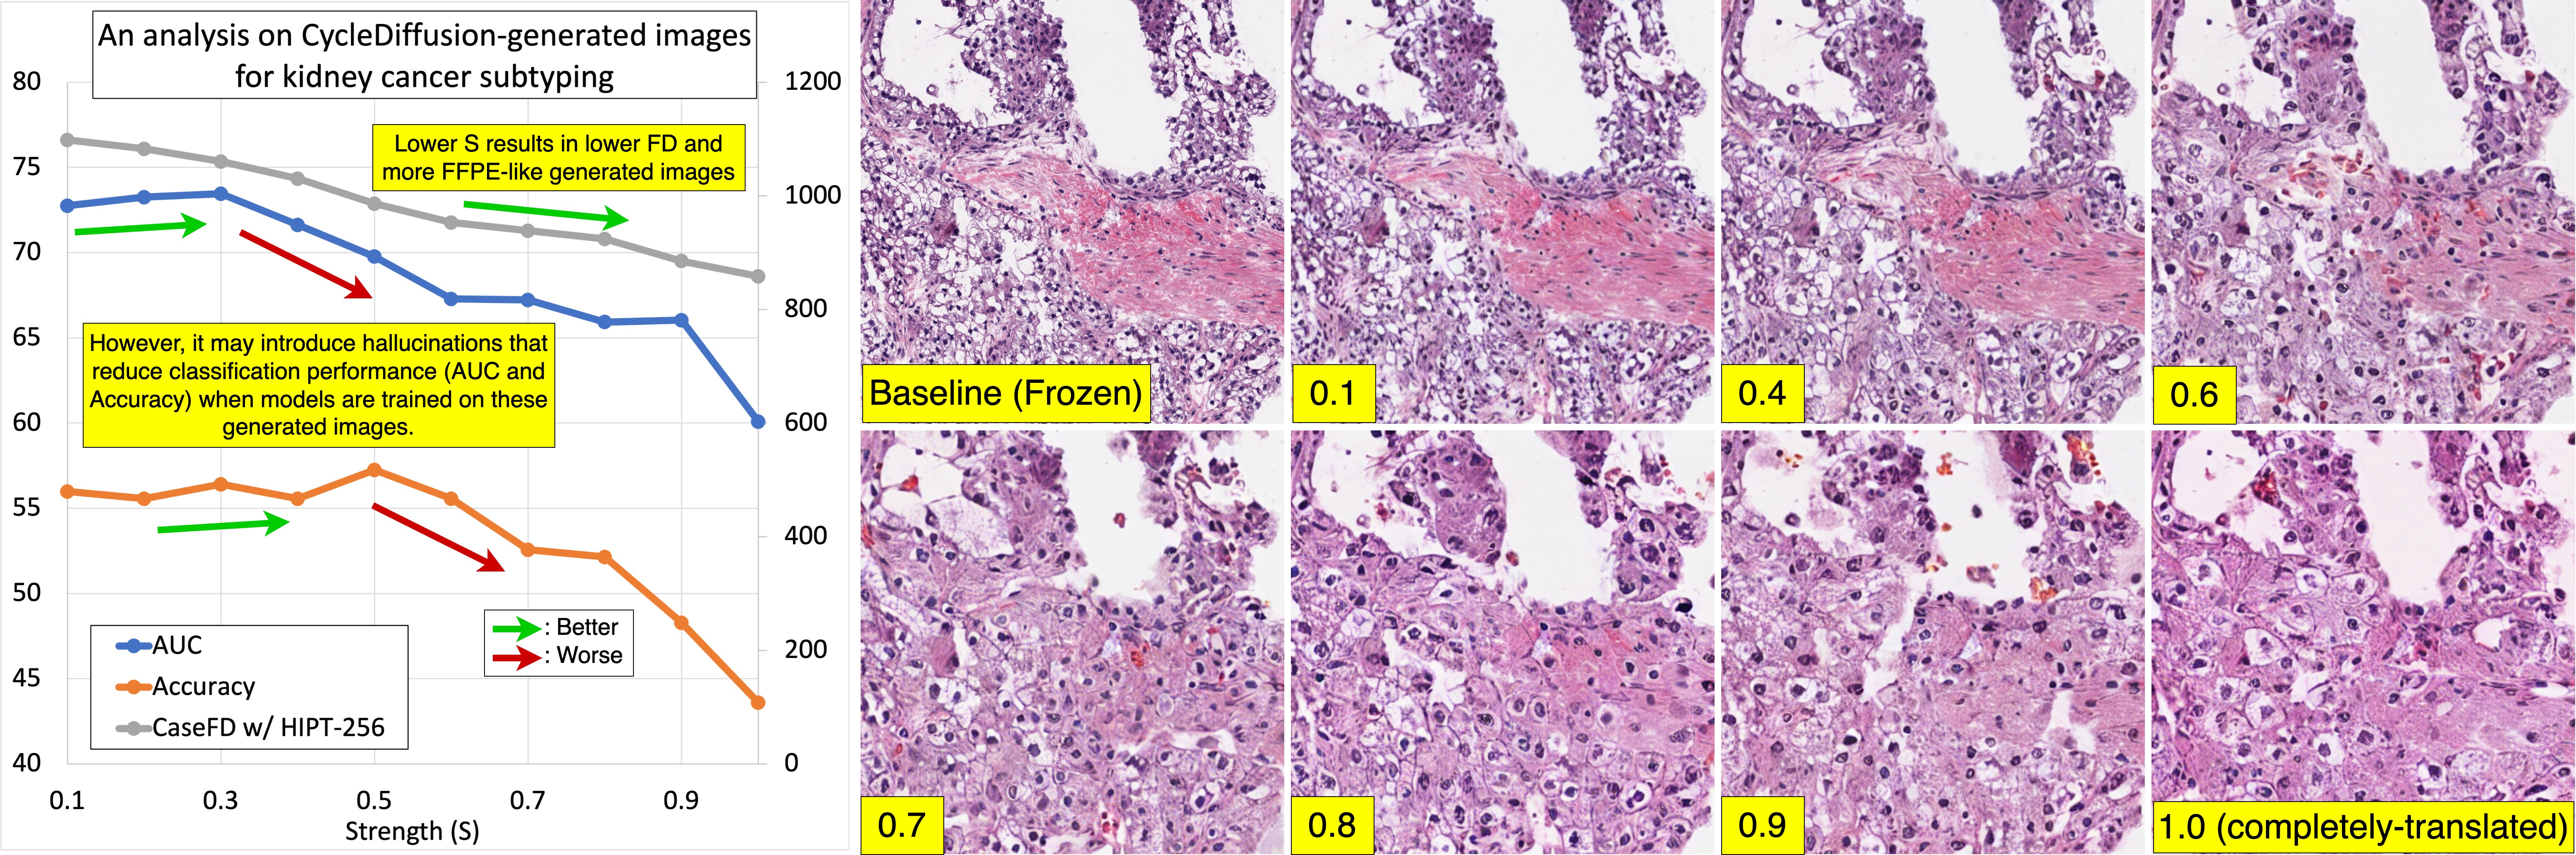 An analysis on CycleDiffusion-generated images
for kidney cancer subtyping
80
75
70
65
60
55
50
45
40
1200
1000
800
600
400
200
0
Lower S results in lower FD and
more FFPE-like generated images
However, it may introduce hallucinations that
reduce classification performance (AUC and
Accuracy) when models are trained on these
generated images.
: Better
: Worse
AUC
Accuracy
CaseFD w/ HIPT-256
0.1 0.3 0.5 0.7 0.9
Strength (S)
Baseline (Frozen)
0.1
0.4
0.6
0.7
0.8
0.9
1.0 (completely-translated)